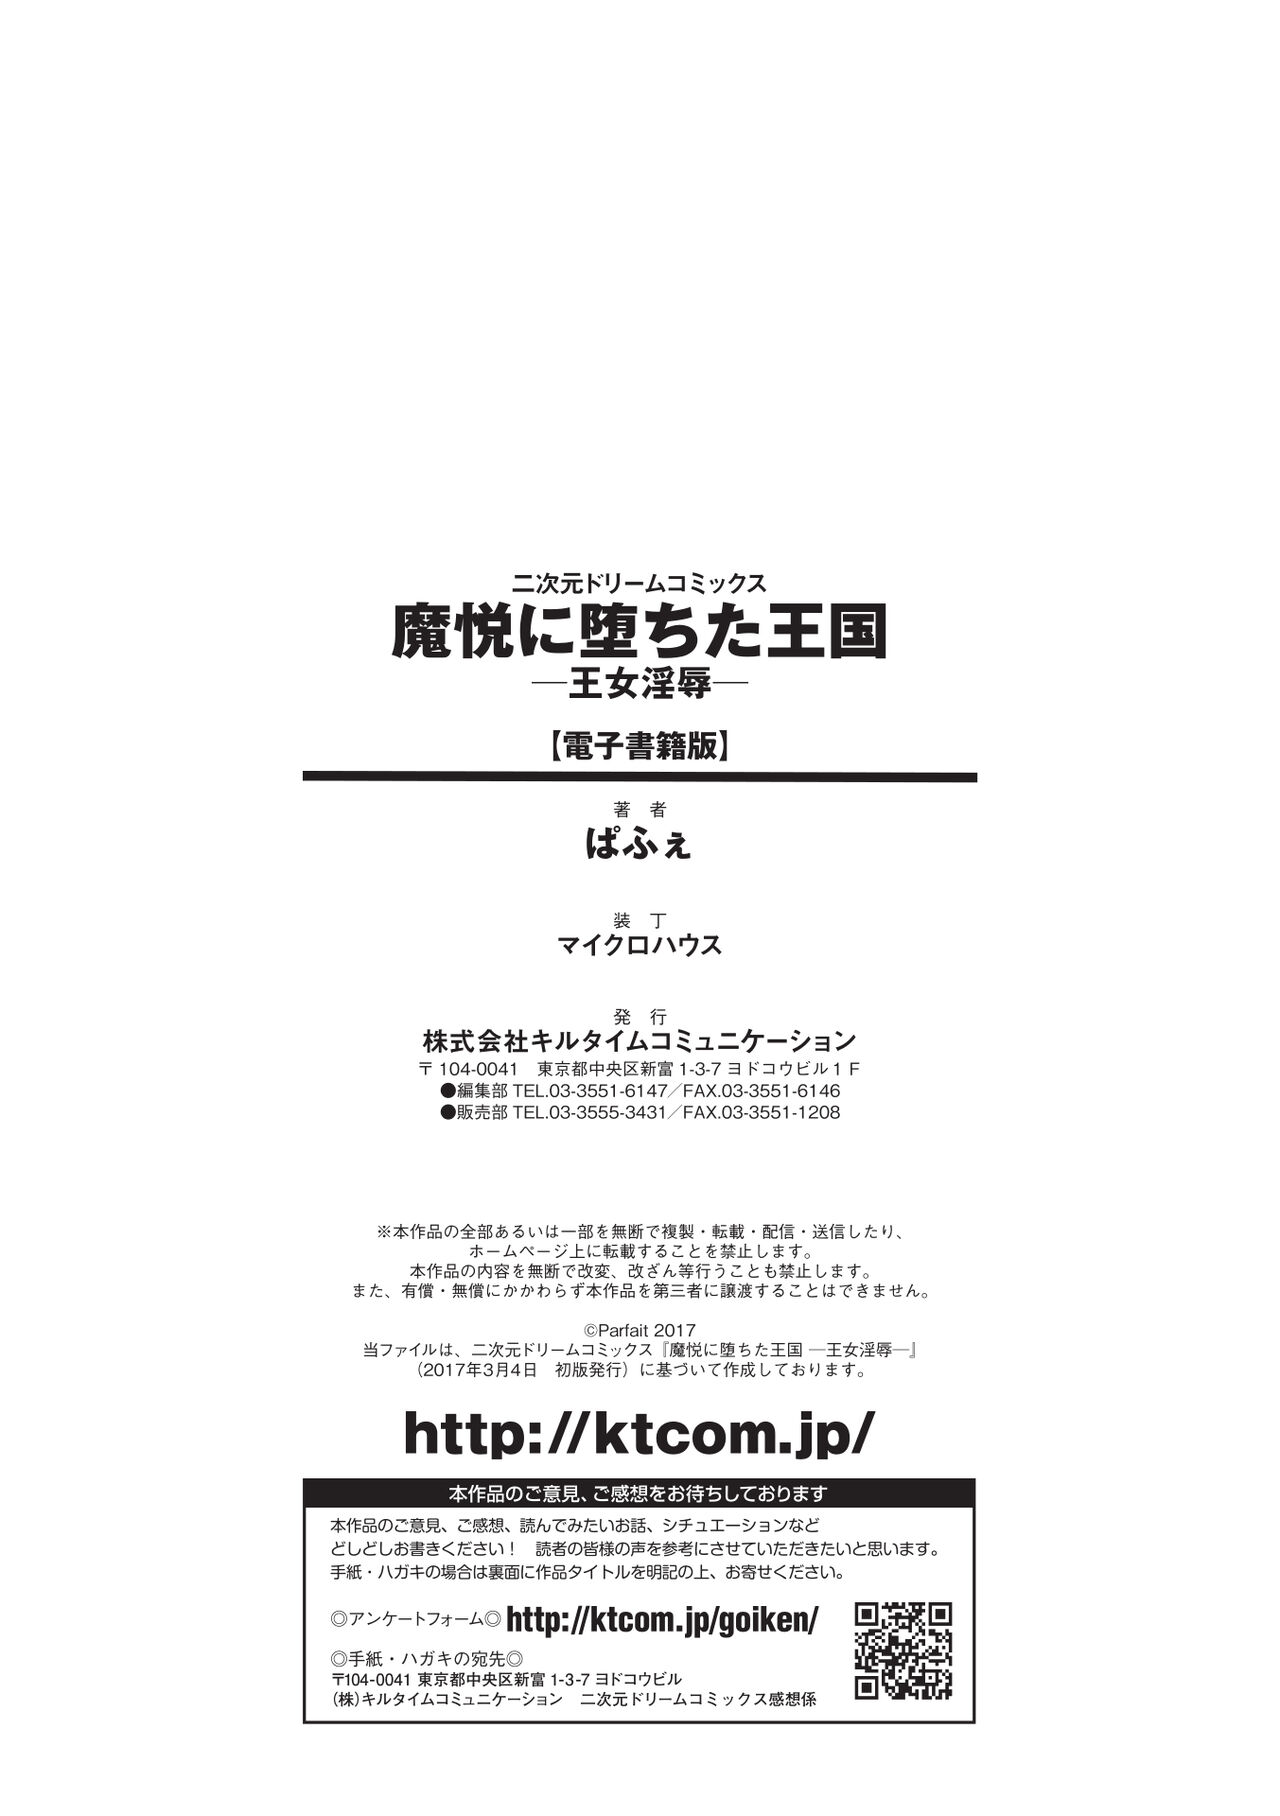 二次元ドリームコミックス
魔悦に堕ちた王国
―王女淫辱―
【電子書籍版】
著　者
ぱふぇ
装　丁
マイクロハウス
発　行
株式会社キルタイムコミュニケーション
〒104-0041　東京都中央区新富1-3-7ヨドコウビル１Ｆ
●編集部 TEL.03-3551-6147／FAX.03-3551-6146
●販売部 TEL.03-3555-3431／FAX.03-3551-1208
※本作品の全部あるいは一部を無断で複製・転載・配信・送信したり、
ホームページ上に転載することを禁止します。
本作品の内容を無断で改変、改ざん等行うことも禁止します。
また、有償・無償にかかわらず本作品を第三者に譲渡することはできません。
©Parfait 2017
当ファイルは、二次元ドリームコミックス『魔悦に堕ちた王国 ―王女淫辱―』
（2017年3月4日　初版発行）に基づいて作成しております。
http://ktcom.jp/
本作品のご意見、ご感想をお待ちしております
本作品のご意見、ご感想、読んでみたいお話、シチュエーションなど
どしどしお書きください！　読者の皆様の声を参考にさせていただきたいと思います。
手紙・ハガキの場合は裏面に作品タイトルを明記の上、お寄せください。
◎アンケートフォーム◎ http://ktcom.jp/goiken/
◎手紙・ハガキの宛先◎
〒104-0041 東京都中央区新富1-3-7ヨドコウビル
（株）キルタイムコミュニケーション　二次元ドリームコミックス感想係